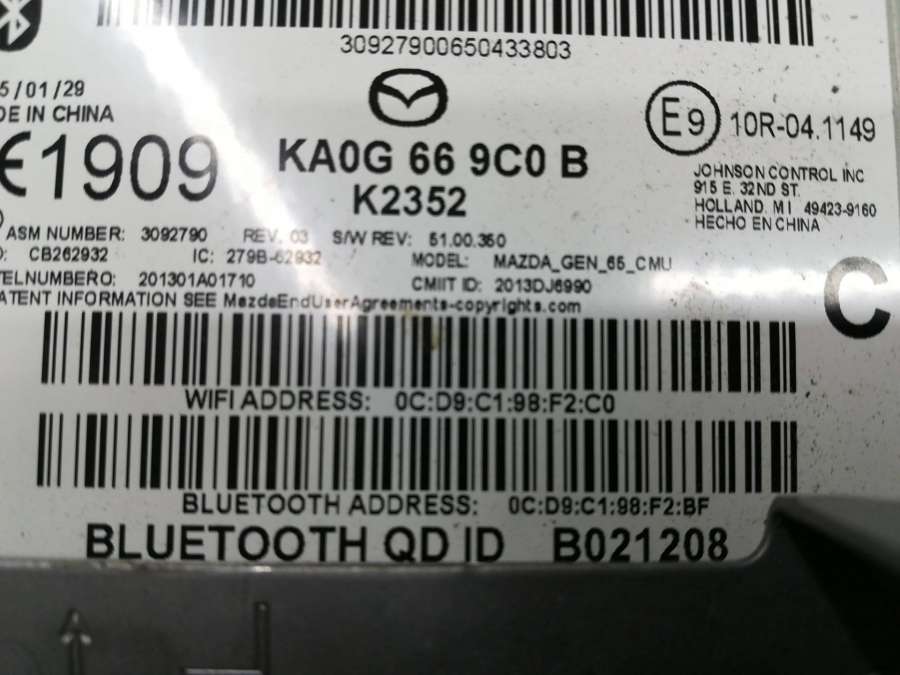 30927900650433803
5/01/29
DE IN CHINA
CE1909
KA0G 66 9C0 B
K2352
E9 10R-04.1149
JOHNSON CONTROL INC
915 E. 32ND ST.
HOLLAND. M I 49423-9160
HECHO EN CHINA
ASM NUMBER: 3092790 REV. 03 S/W REV: 51.00.350
D: CB262932 IC: 279B-62932 MODEL: MAZDA_GEN_65_CMU
TELNUMBERO: 201301A01710 CMIIT ID: 2013DJ6990
PATENT INFORMATION SEE MazdaEndUserAgreements-copyrights.com
C
WIFI ADDRESS: 0C:D9:C1:98:F2:C0
BLUETOOTH ADDRESS: 0C:D9:C1:98:F2:BF
BLUETOOTH QD ID B021208